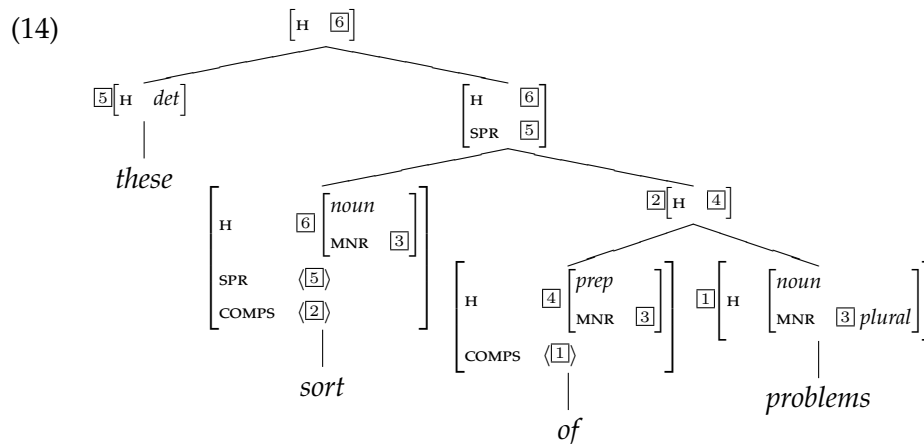 (14)
[H 6]
5[H det]
[H 6
SPR 5]
these
[H 6[noun
MNR 3]
SPR ⟨5⟩
COMPS ⟨2⟩]
2[H 4]
sort
[H 4[prep
MNR 3]
COMPS ⟨1⟩]
1[H [noun
MNR 3 plural]]
of
problems